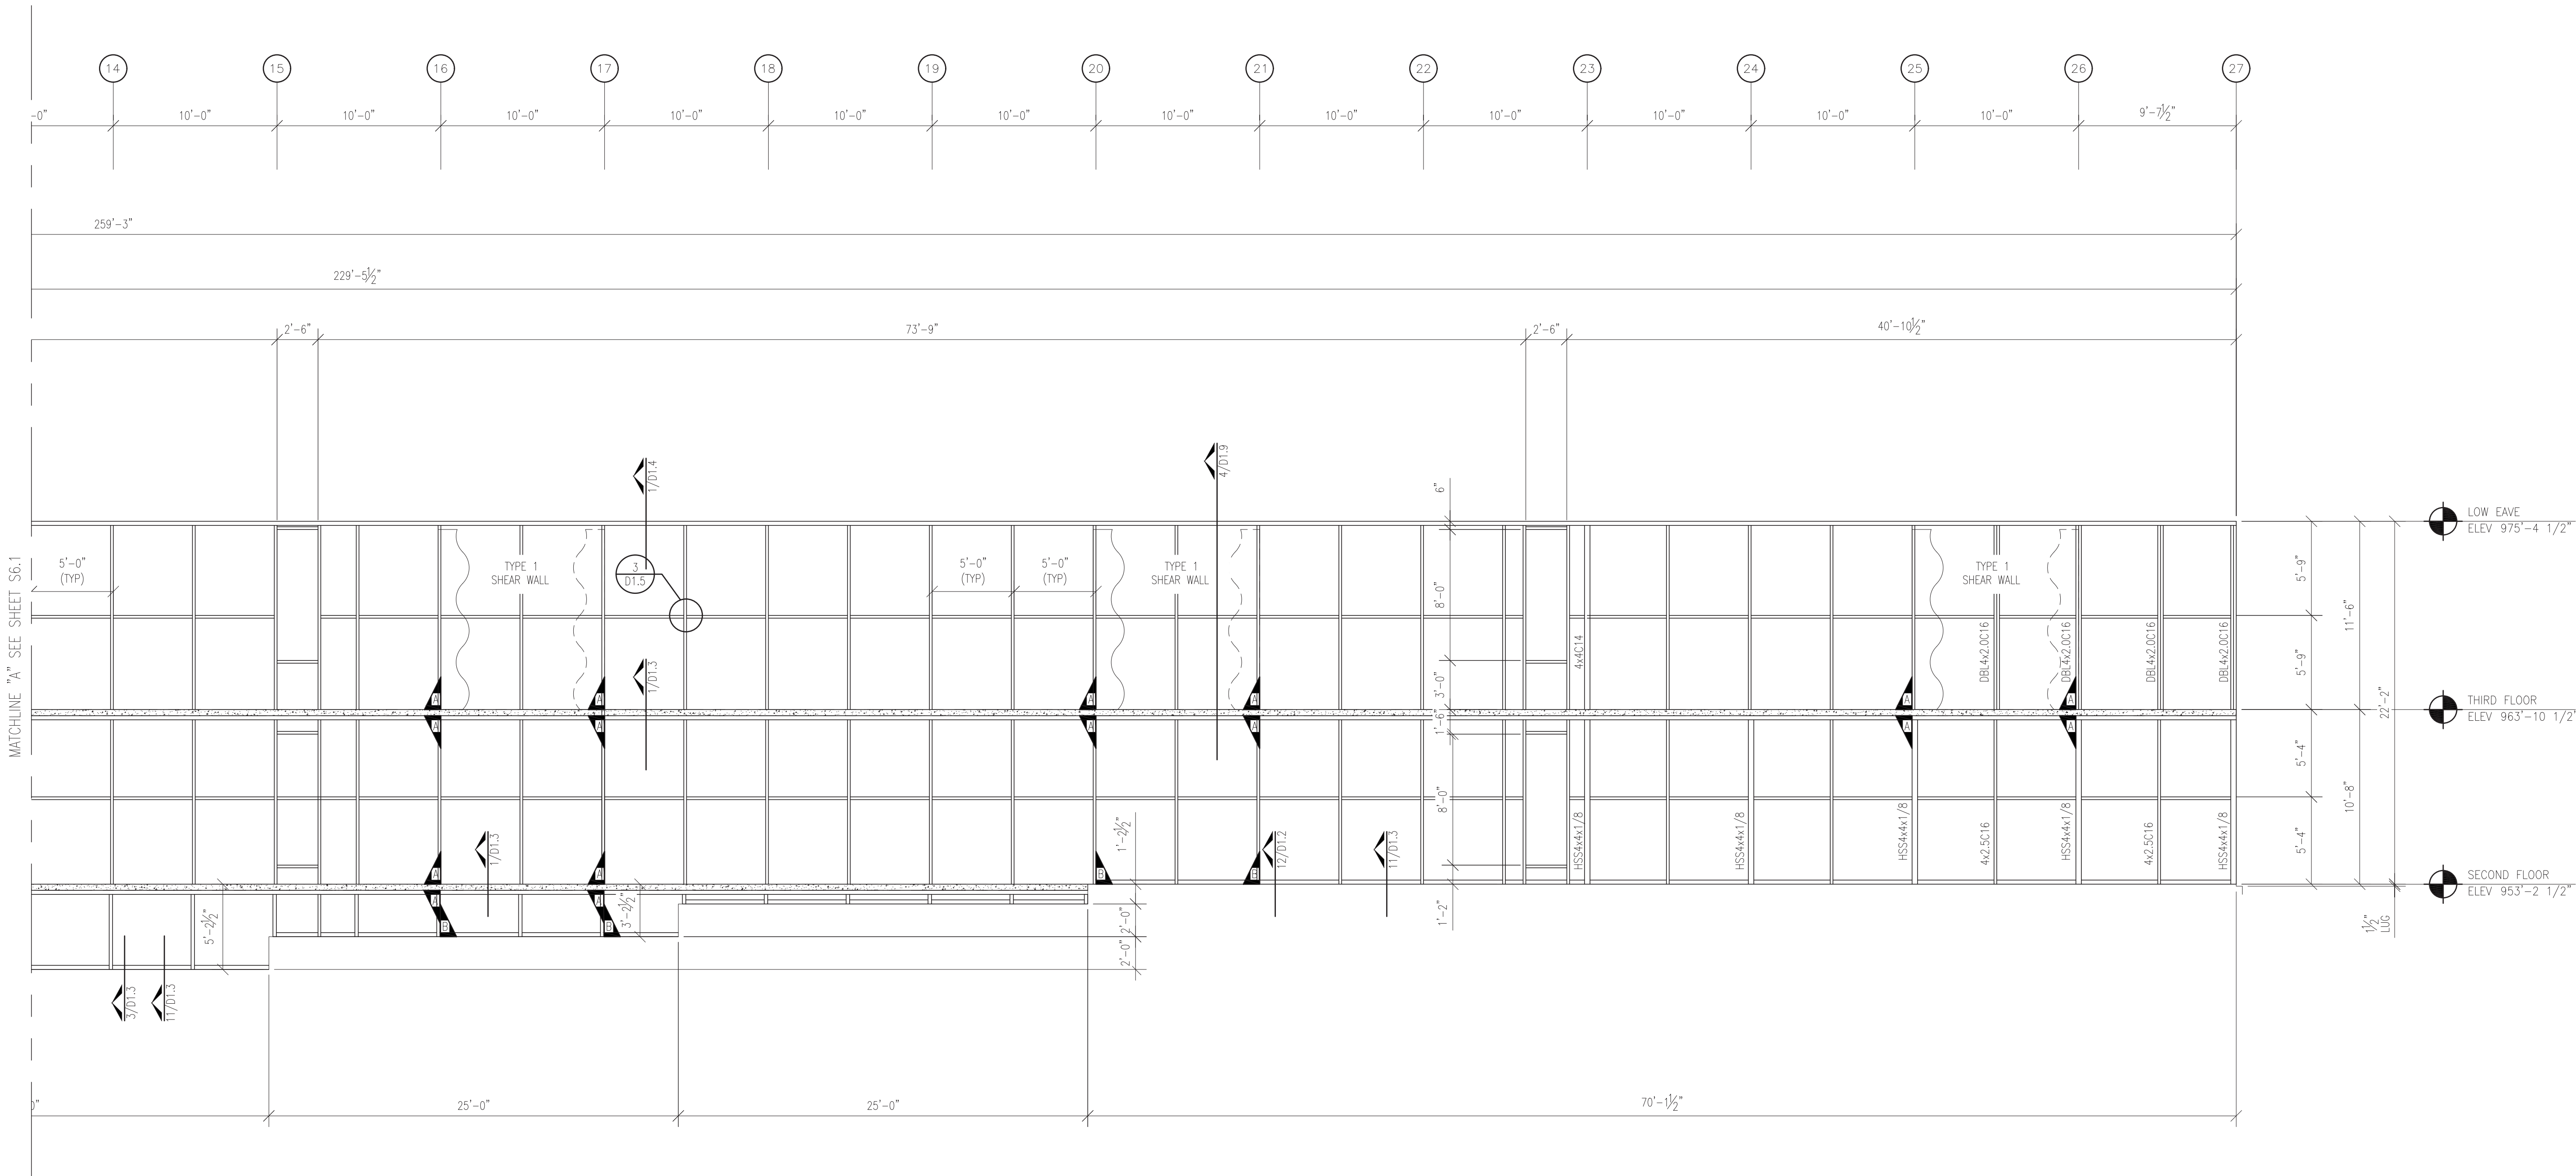 14
15
16
17
18
19
20
21
22
23
24
25
26
27
-0"
10'-0"
10'-0"
10'-0"
10'-0"
10'-0"
10'-0"
10'-0"
10'-0"
10'-0"
10'-0"
10'-0"
10'-0"
9'-7½"
259'-3"
229'-5½"
2'-6"
73'-9"
2'-6"
40'-10½"
1/D1.4
4/D1.9
6"
LOW EAVE
ELEV 975'-4 1/2"
MATCHLINE "A" SEE SHEET S6.1
5'-0"
(TYP)
TYPE 1
SHEAR WALL
3
D1.5
5'-0"
(TYP)
5'-0"
(TYP)
TYPE 1
SHEAR WALL
8'-0"
TYPE 1
SHEAR WALL
5'-9"
11'-6"
1/D1.3
4x4C14
DBL4x2.0C16
DBL4x2.0C16
DBL4x2.0C16
DBL4x2.0C16
5'-9"
3'-0"
A
A
A
A
A
A
22'-2"
THIRD FLOOR
ELEV 963'-10 1/2"
A
A
A
A
A
A
1'-6"
5'-4"
10'-8"
8'-0"
1'-2½"
1/D1.3
12/D1.2
11/D1.3
HSS4x4x1/8
HSS4x4x1/8
HSS4x4x1/8
4x2.5C16
HSS4x4x1/8
4x2.5C16
HSS4x4x1/8
5'-4"
A
A
B
B
SECOND FLOOR
ELEV 953'-2 1/2"
5'-2½"
A
B
A
B
3'-2½"
2'-0"
2'-0"
1'-2"
1½"
LUG
3/D1.3
11/D1.3
0"
25'-0"
25'-0"
70'-1½"